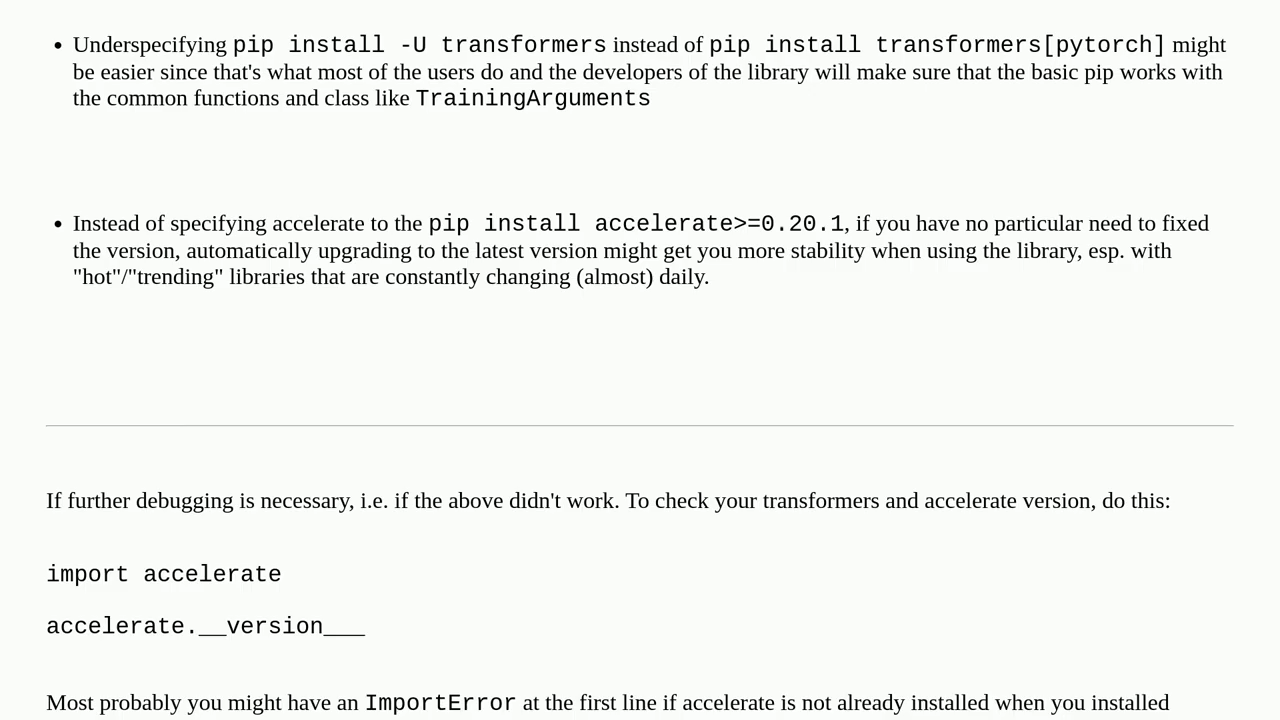 • Underspecifying pip install -U transformers instead of pip install transformers[pytorch] might
be easier since that's what most of the users do and the developers of the library will make sure that the basic pip works with
the common functions and class like TrainingArguments
• Instead of specifying accelerate to the pip install accelerate>=0.20.1, if you have no particular need to fixed
the version, automatically upgrading to the latest version might get you more stability when using the library, esp. with
"hot"/"trending" libraries that are constantly changing (almost) daily.
If further debugging is necessary, i.e. if the above didn't work. To check your transformers and accelerate version, do this:
import accelerate
accelerate.__version___
Most probably you might have an ImportError at the first line if accelerate is not already installed when you installed